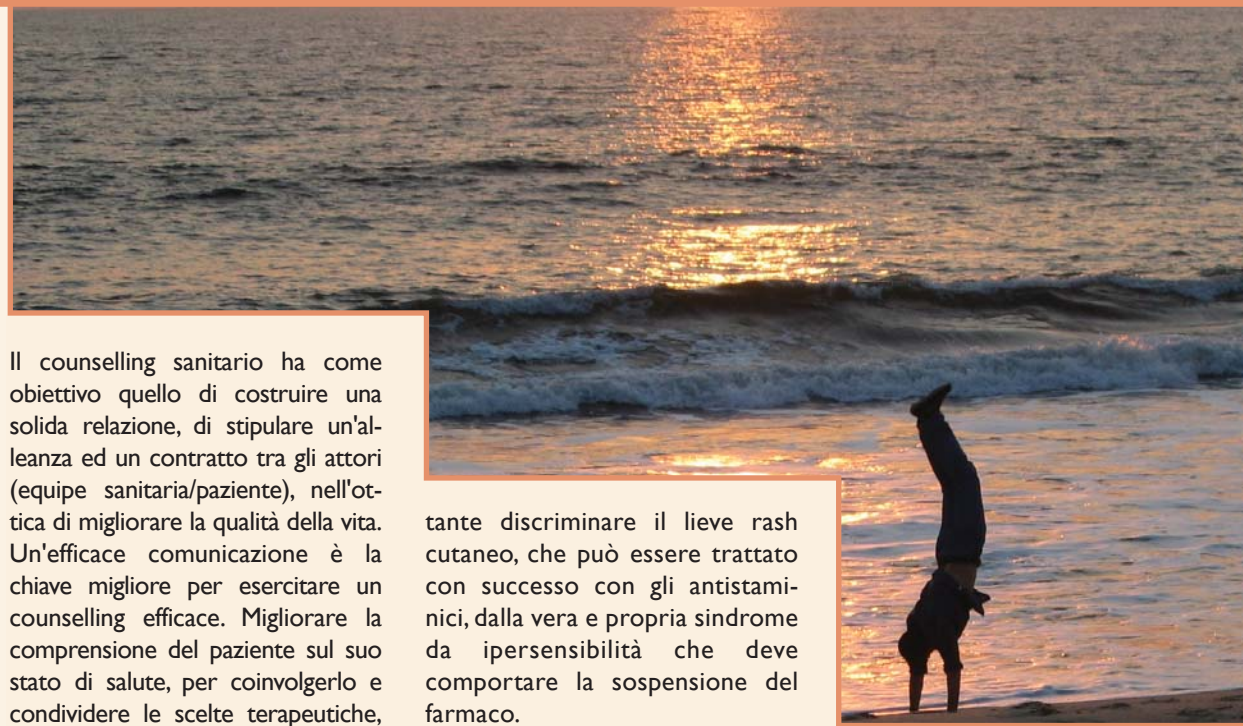 Il counselling sanitario ha come
obiettivo quello di costruire una
solida relazione, di stipulare un'al-
leanza ed un contratto tra gli attori
(equipe sanitaria/paziente), nell'ot-
tica di migliorare la qualità della vita.
Un'efficace comunicazione è la
chiave migliore per esercitare un
counselling efficace. Migliorare la
comprensione del paziente sul suo
stato di salute, per coinvolgerlo e
condividere le scelte terapeutiche,
tante discriminare il lieve rash
cutaneo, che può essere trattato
con successo con gli antistami-
nici, dalla vera e propria sindrome
da ipersensibilità che deve
comportare la sospensione del
farmaco.